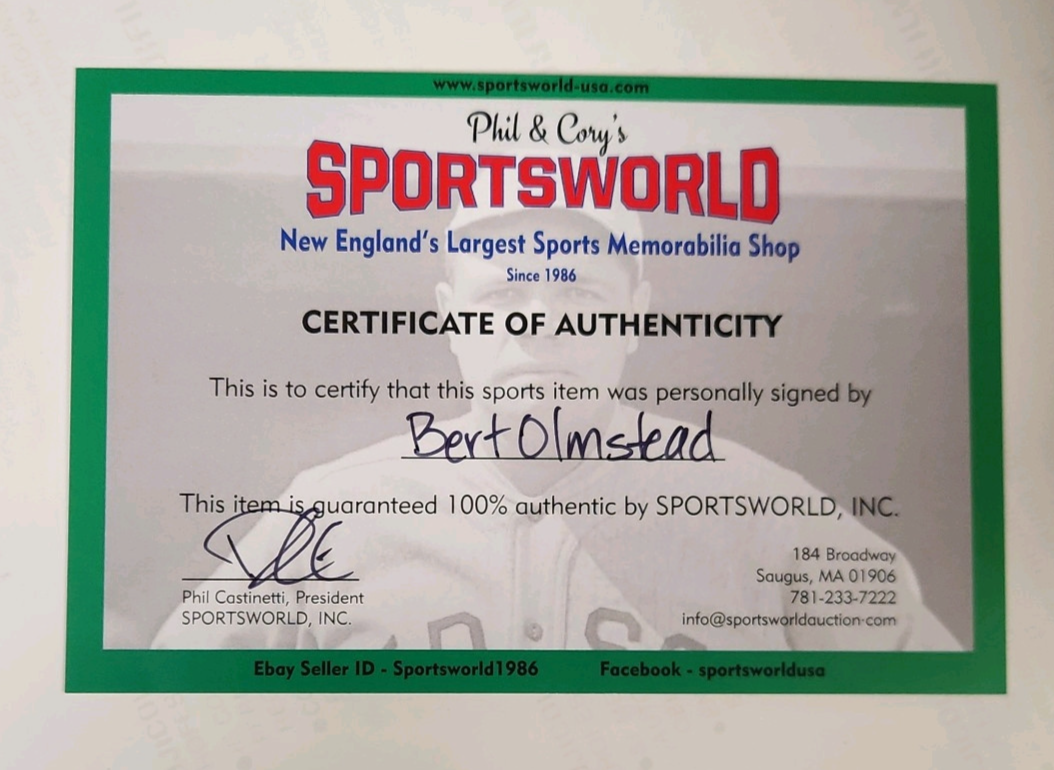 www.sportsworld-usa.com
Phil & Cory's
SPORTSWORLD
New England's Largest Sports Memorabilia Shop
Since 1986
CERTIFICATE OF AUTHENTICITY
This is to certify that this sports item was personally signed by
Bert Olmstead
This item is guaranteed 100% authentic by SPORTSWORLD, INC.
Phil Castinetti, President
SPORTSWORLD, INC.
184 Broadway
Saugus, MA 01906
781-233-7222
info@sportsworldauction.com
Ebay Seller ID - Sportsworld1986
Facebook - sportsworldusa